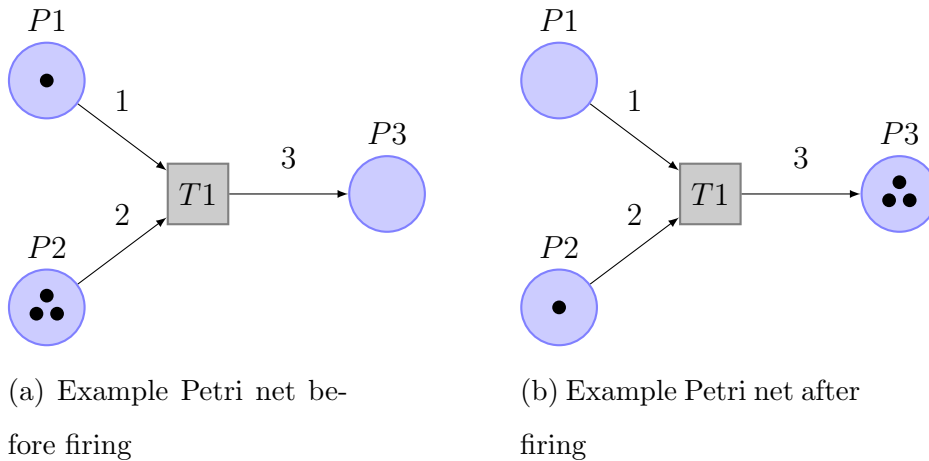 P1
1
P3
3
T1
2
P2
(a) Example Petri net be-
fore firing
P1
1
P3
3
T1
2
P2
(b) Example Petri net after
firing